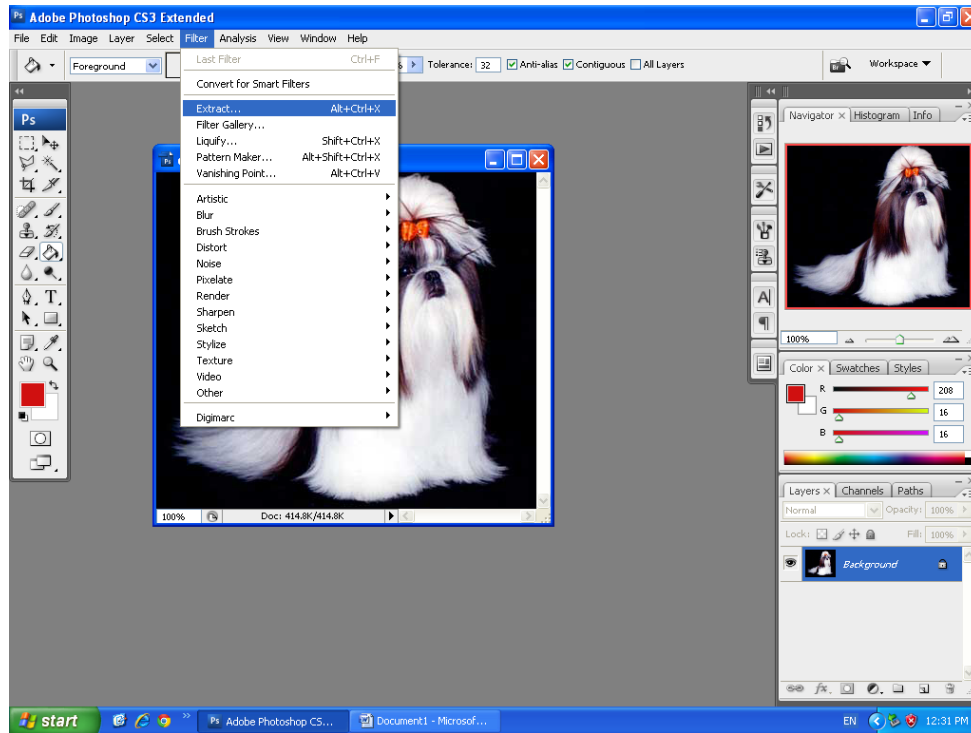 Ps Adobe Photoshop CS3 Extended
File Edit Image Layer Select Filter Analysis View Window Help
Foreground % Tolerance: 32 Anti-alias Contiguous All Layers Workspace
Last Filter Ctrl+F
Convert for Smart Filters
Extract... Alt+Ctrl+X
Filter Gallery...
Liquify... Shift+Ctrl+X
Pattern Maker... Alt+Shift+Ctrl+X
Vanishing Point... Alt+Ctrl+V
Artistic
Blur
Brush Strokes
Distort
Noise
Pixelate
Render
Sharpen
Sketch
Stylize
Texture
Video
Other
Digimarc
Ps
T
100% Doc: 414.8K/414.8K
A
Navigator x Histogram Info
100%
Color x Swatches Styles
R 208
G 16
B 16
Layers x Channels Paths
Normal Opacity: 100%
Lock: Fill: 100%
Background
fx.
start Ps Adobe Photoshop CS... Document1 - Microsof... EN 12:31 PM